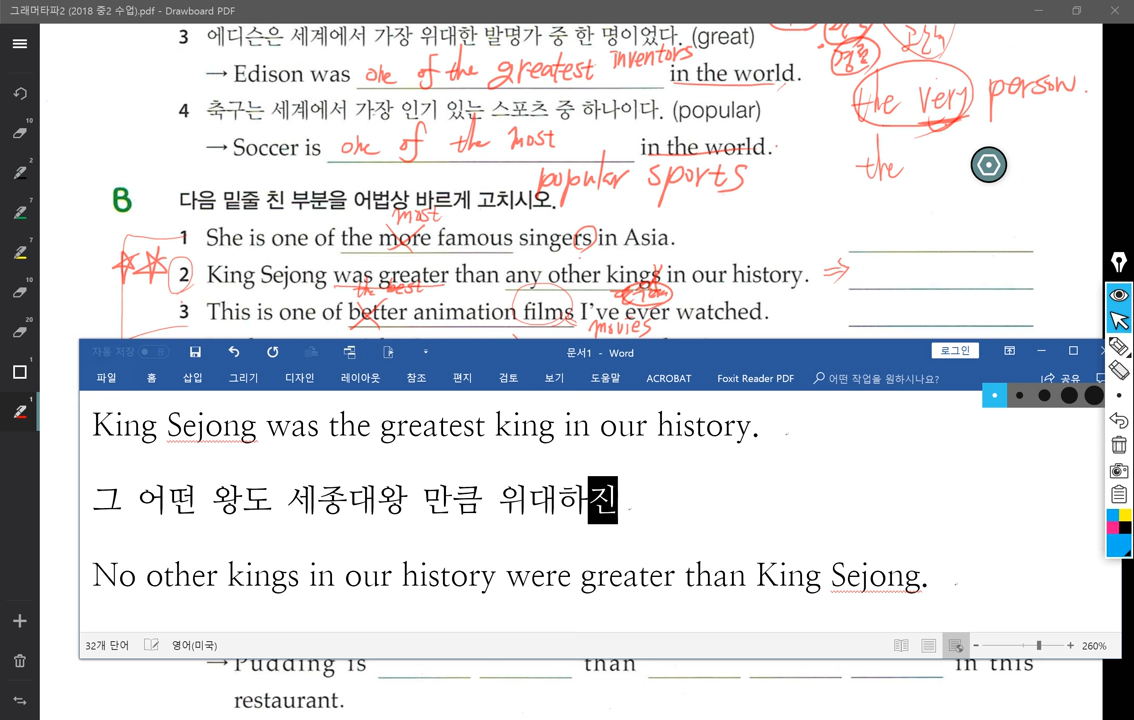 그래머타파2 (2018 중2 수업).pdf - Drawboard PDF
3 에디슨은 세계에서 가장 위대한 발명가 중 한 명이었다. (great)
→ Edison was one of the greatest inventors in the world.
4 축구는 세계에서 가장 인기 있는 스포츠 중 하나이다. (popular)
→ Soccer is one of the most in the world.
popular sports
the very person.
the
B 다음 밑줄 친 부분을 어법상 바르게 고치시오.
most
1 She is one of the more famous singers in Asia.
2 King Sejong was greater than any other kings in our history.
the best
3 This is one of better animation films I've ever watched.
movies
자동 저장
문서1 - Word
로그인
파일 홈 삽입 그리기 디자인 레이아웃 참조 편지 검토 보기 도움말 ACROBAT Foxit Reader PDF 어떤 작업을 원하시나요? 공유
King Sejong was the greatest king in our history.
그 어떤 왕도 세종대왕 만큼 위대하진
No other kings in our history were greater than King Sejong.
32개 단어 영어(미국) 260%
→ Pudding is than in this
restaurant.
10
2
7
7
10
20
1
1